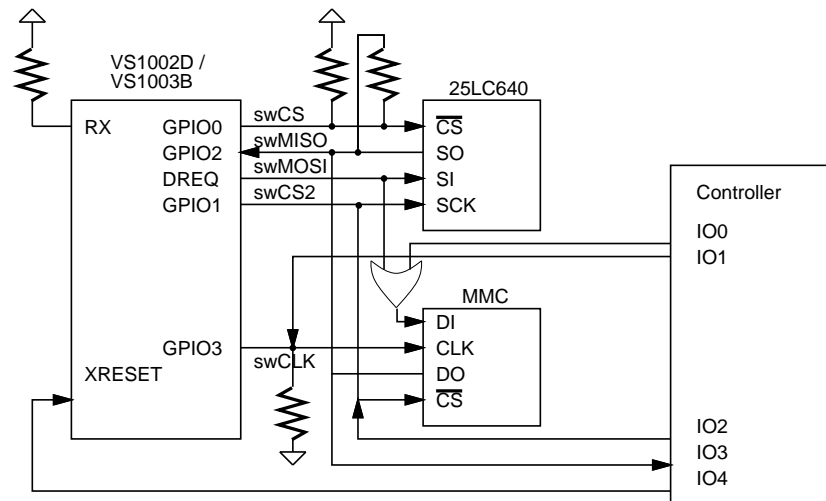 VS1002D /
VS1003B
RX
GPIO0
GPIO2
DREQ
GPIO1
GPIO3
XRESET
swCS
swMISO
swMOSI
swCS2
swCLK
25LC640
CS
SO
SI
SCK
MMC
DI
CLK
DO
CS
Controller
IO0
IO1
IO2
IO3
IO4